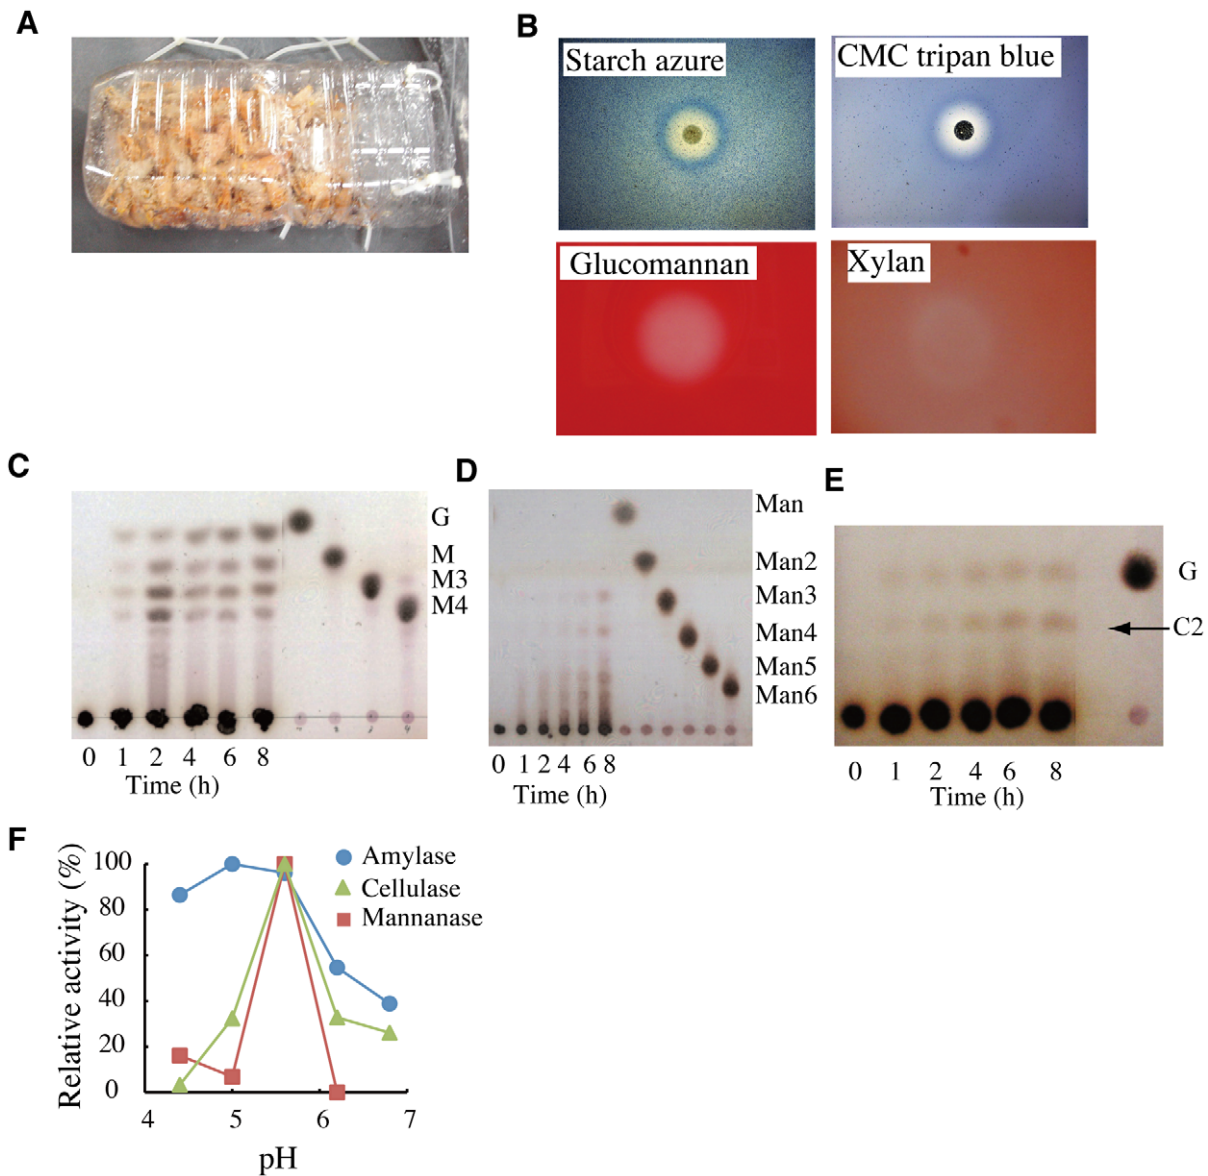 A
B
Starch azure
CMC tripan blue
Glucomannan
Xylan
C
G
M
M3
M4
0 1 2 4 6 8
Time (h)
D
Man
Man2
Man3
Man4
Man5
Man6
0 1 2 4 6 8
Time (h)
E
G
C2
0 1 2 4 6 8
Time (h)
F
Relative activity (%)
100
80
60
40
20
0
4 5 6 7
pH
Amylase
Cellulase
Mannanase